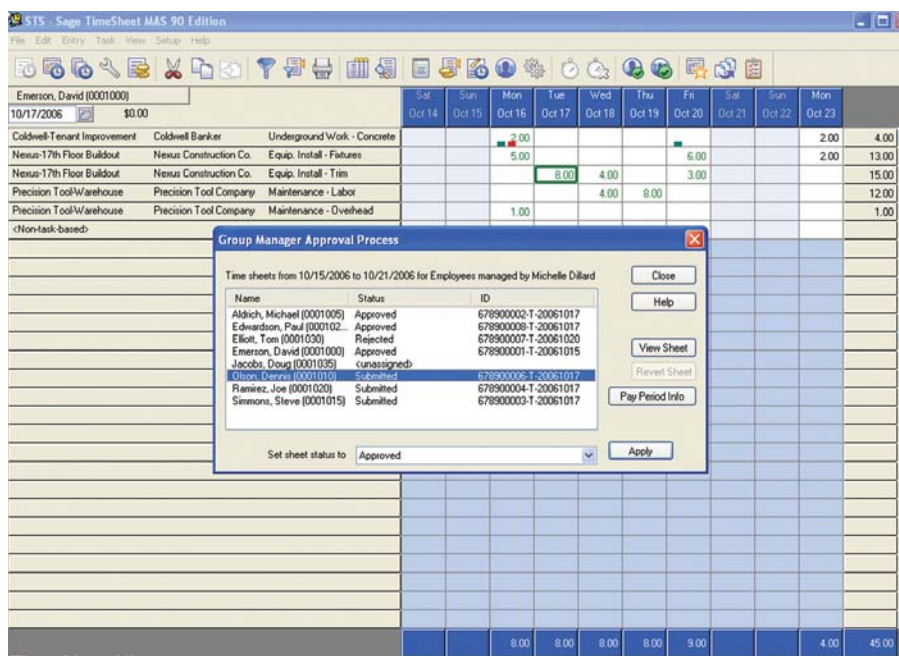 STS - Sage TimeSheet MAS 90 Edition
File Edit Entry Task View Setup Help
Emerson, David (0001000) Sat Sun Mon Tue Wed Thu Fri Sat Sun Mon
10/17/2006 $0.00 Oct 14 Oct 15 Oct 16 Oct 17 Oct 18 Oct 19 Oct 20 Oct 21 Oct 22 Oct 23
Coldwell-Tenant Improvement Coldwell Banker Underground Work - Concrete 2.00 2.00 4.00
Nexus-17th Floor Buildout Nexus Construction Co. Equip. Install - Fixtures 5.00 6.00 2.00 13.00
Nexus-17th Floor Buildout Nexus Construction Co. Equip. Install - Trim 8.00 4.00 3.00 15.00
Precision Tool-Warehouse Precision Tool Company Maintenance - Labor 4.00 8.00 12.00
Precision Tool-Warehouse Precision Tool Company Maintenance - Overhead 1.00 1.00
<Non-task-based>
Group Manager Approval Process
Time sheets from 10/15/2006 to 10/21/2006 for Employees managed by Michelle Dillard
Close
Help
View Sheet
Revert Sheet
Pay Period Info
Name Status ID
Aldrich, Michael (0001005) Approved 678900002-T-20061017
Edwardson, Paul (000102... Approved 678900008-T-20061017
Elliott, Tom (0001030) Rejected 678900007-T-20061020
Emerson, David (0001000) Approved 678900001-T-20061015
Jacobs, Doug (0001035) <unassigned>
Olson, Dennis (0001010) Submitted 678900006-T-20061017
Ramirez, Joe (0001020) Submitted 678900004-T-20061017
Simmons, Steve (0001015) Submitted 678900003-T-20061017
Set sheet status to Approved Apply
8.00 8.00 8.00 8.00 9.00 4.00 45.00